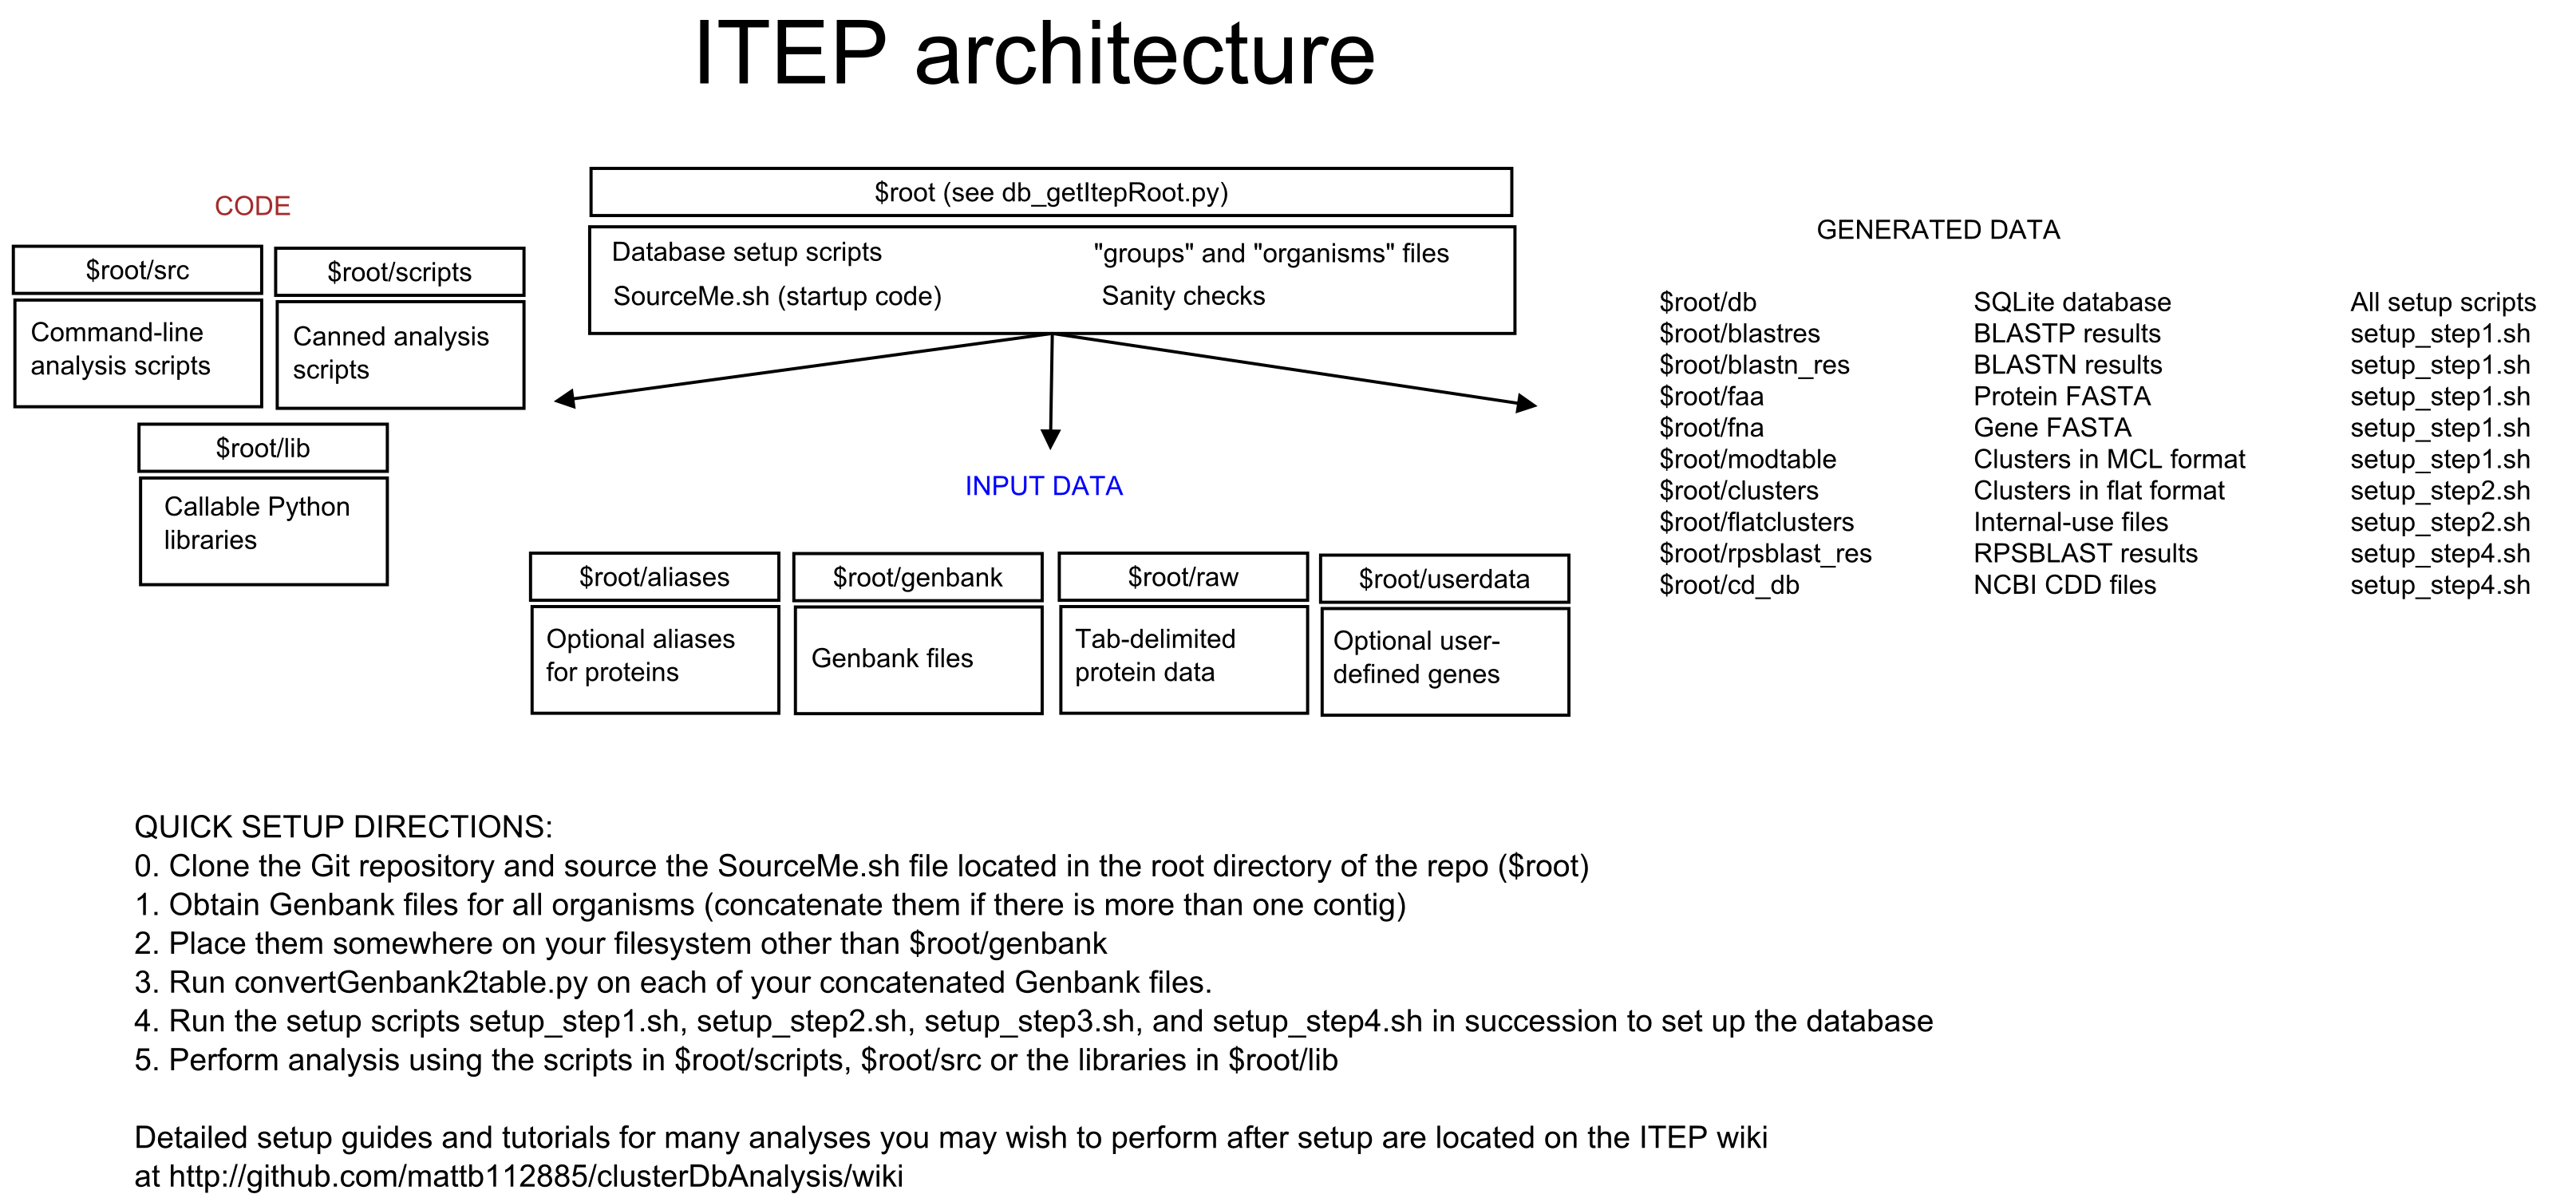 ITEP architecture
CODE
$root/src
Command-line
analysis scripts
$root/scripts
Canned analysis
scripts
$root/lib
Callable Python
libraries
$root (see db_getItepRoot.py)
Database setup scripts
"groups" and "organisms" files
SourceMe.sh (startup code)
Sanity checks
INPUT DATA
$root/aliases
Optional aliases
for proteins
$root/genbank
Genbank files
$root/raw
Tab-delimited
protein data
$root/userdata
Optional user-
defined genes
GENERATED DATA
$root/db SQLite database All setup scripts
$root/blastres BLASTP results setup_step1.sh
$root/blastn_res BLASTN results setup_step1.sh
$root/faa Protein FASTA setup_step1.sh
$root/fna Gene FASTA setup_step1.sh
$root/modtable Clusters in MCL format setup_step1.sh
$root/clusters Clusters in flat format setup_step2.sh
$root/flatclusters Internal-use files setup_step2.sh
$root/rpsblast_res RPSBLAST results setup_step4.sh
$root/cd_db NCBI CDD files setup_step4.sh
QUICK SETUP DIRECTIONS:
0. Clone the Git repository and source the SourceMe.sh file located in the root directory of the repo ($root)
1. Obtain Genbank files for all organisms (concatenate them if there is more than one contig)
2. Place them somewhere on your filesystem other than $root/genbank
3. Run convertGenbank2table.py on each of your concatenated Genbank files.
4. Run the setup scripts setup_step1.sh, setup_step2.sh, setup_step3.sh, and setup_step4.sh in succession to set up the database
5. Perform analysis using the scripts in $root/scripts, $root/src or the libraries in $root/lib
Detailed setup guides and tutorials for many analyses you may wish to perform after setup are located on the ITEP wiki
at http://github.com/mattb112885/clusterDbAnalysis/wiki